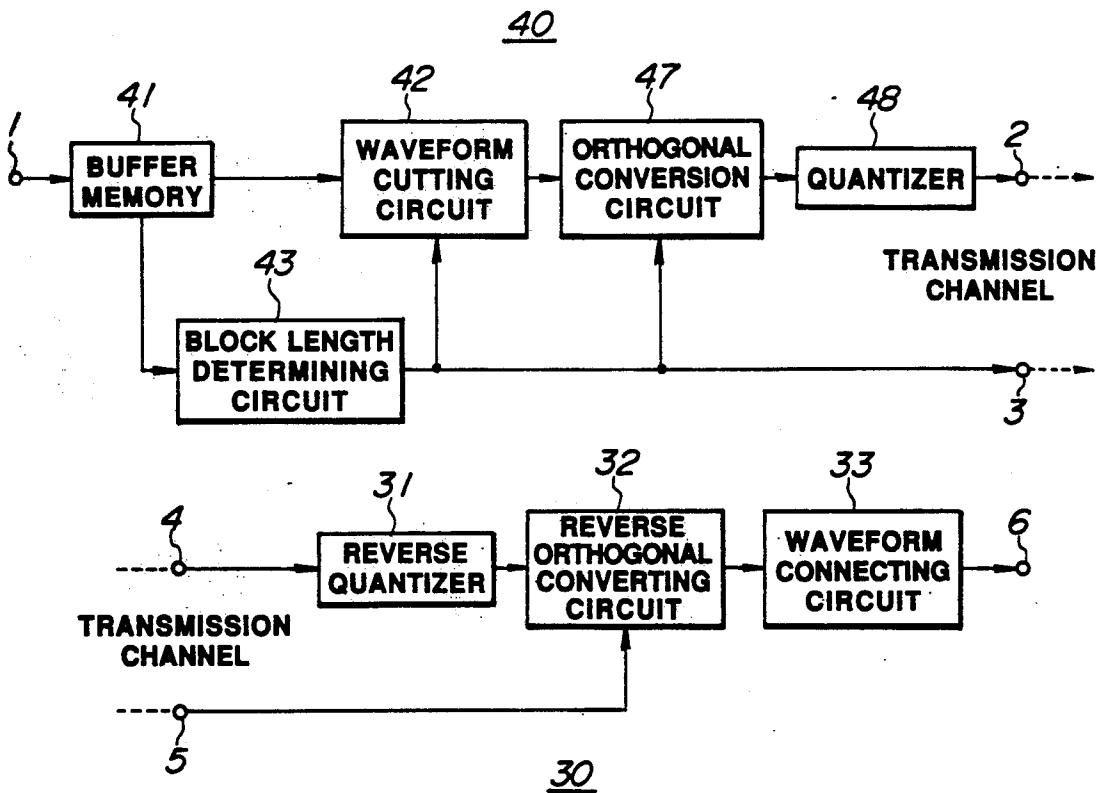 40
41
42
47
48
1
2
BUFFER
MEMORY
WAVEFORM
CUTTING
CIRCUIT
ORTHOGONAL
CONVERSION
CIRCUIT
QUANTIZER
TRANSMISSION
CHANNEL
43
BLOCK LENGTH
DETERMINING
CIRCUIT
3
4
31
32
33
6
REVERSE
QUANTIZER
REVERSE
ORTHOGONAL
CONVERTING
CIRCUIT
WAVEFORM
CONNECTING
CIRCUIT
TRANSMISSION
CHANNEL
5
30